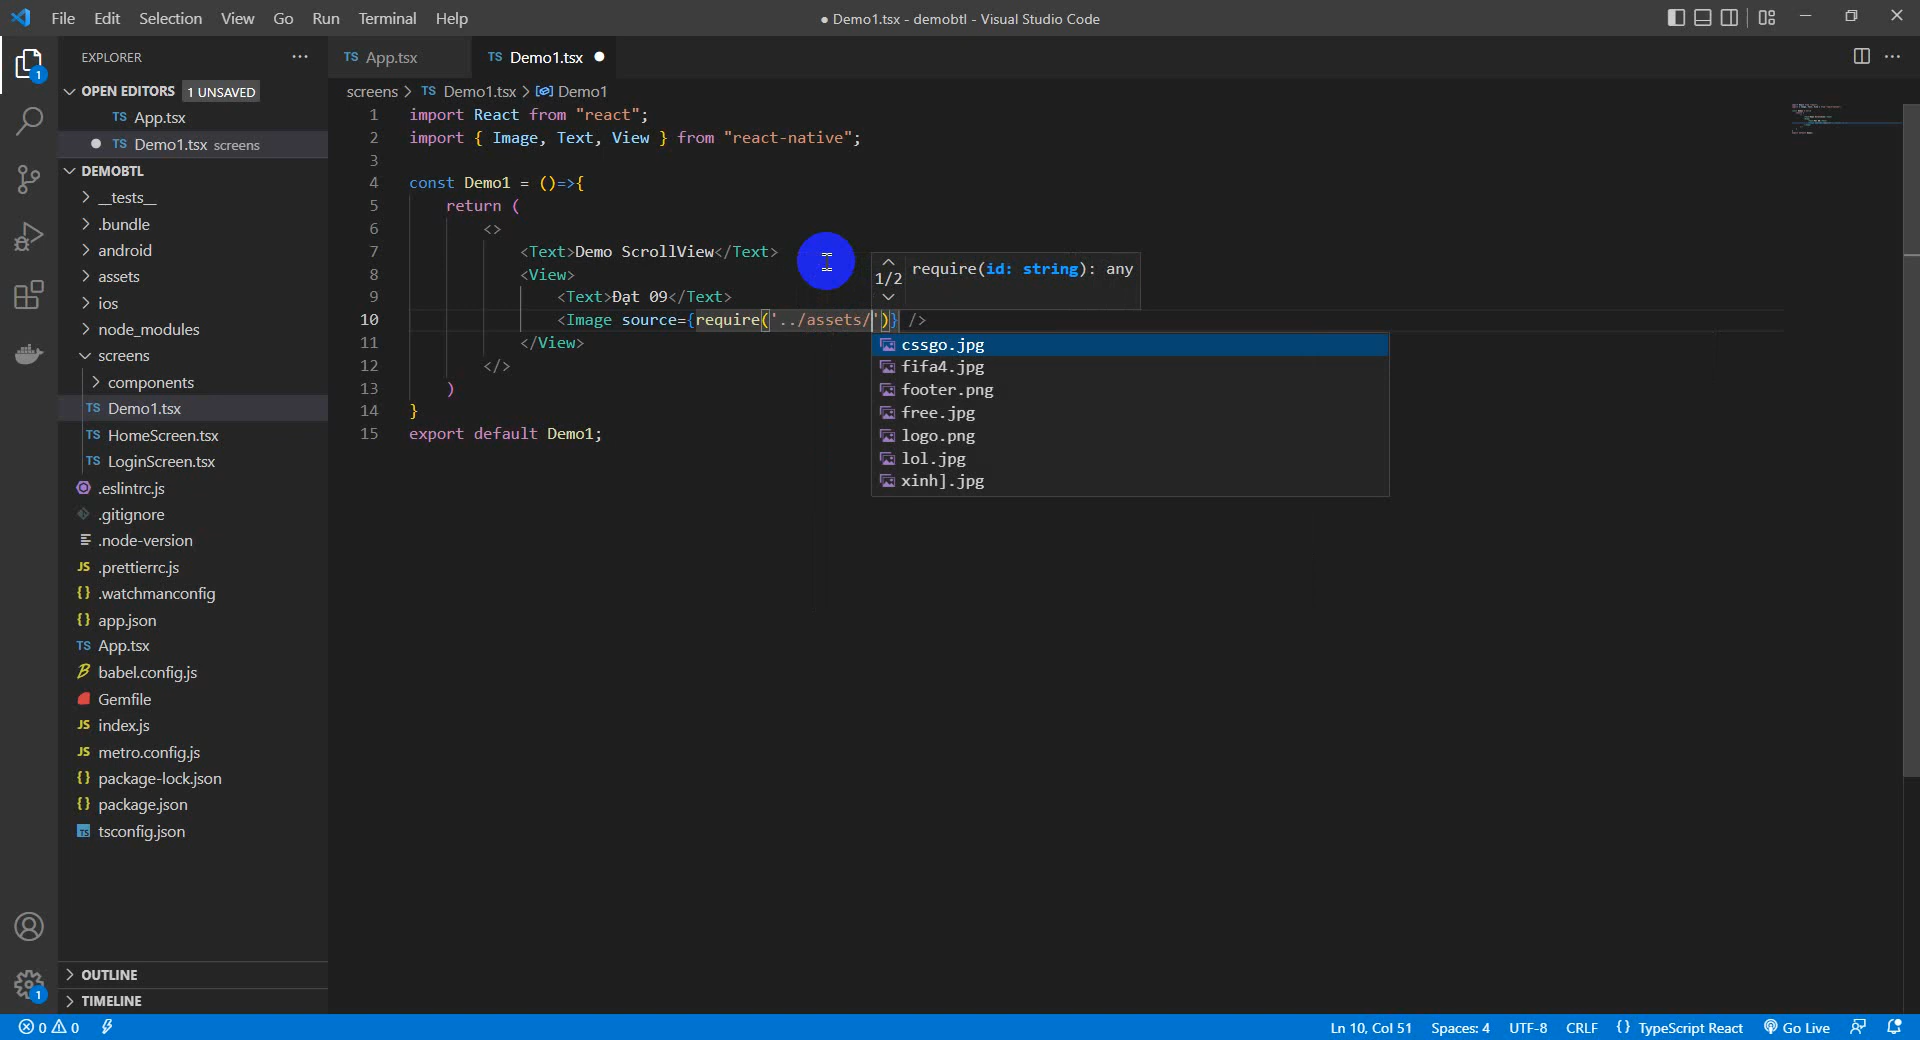 File Edit Selection View Go Run Terminal Help
● Demo1.tsx - demobtl - Visual Studio Code
EXPLORER
OPEN EDITORS 1 UNSAVED
TS App.tsx
● TS Demo1.tsx screens
DEMOBTL
__tests__
.bundle
android
assets
ios
node_modules
screens
components
TS Demo1.tsx
TS HomeScreen.tsx
TS LoginScreen.tsx
.eslintrc.js
.gitignore
.node-version
JS .prettierrc.js
{} .watchmanconfig
{} app.json
TS App.tsx
babel.config.js
Gemfile
JS index.js
JS metro.config.js
{} package-lock.json
{} package.json
TS tsconfig.json
OUTLINE
TIMELINE
1
1
TS App.tsx
TS Demo1.tsx ●
screens > TS Demo1.tsx > Demo1
1 import React from "react";
2 import { Image, Text, View } from "react-native";
3
4 const Demo1 = ()=>{
5 return (
6 <>
7 <Text>Demo ScrollView</Text>
8 <View>
9 <Text>Đạt 09</Text>
10 <Image source={require('../assets/')} />
11 </View>
12 </>
13 )
14 }
15 export default Demo1;
1/2 require(id: string): any
cssgo.jpg
fifa4.jpg
footer.png
free.jpg
logo.png
lol.jpg
xinh].jpg
0 0
Ln 10, Col 51 Spaces: 4 UTF-8 CRLF {} TypeScript React Go Live